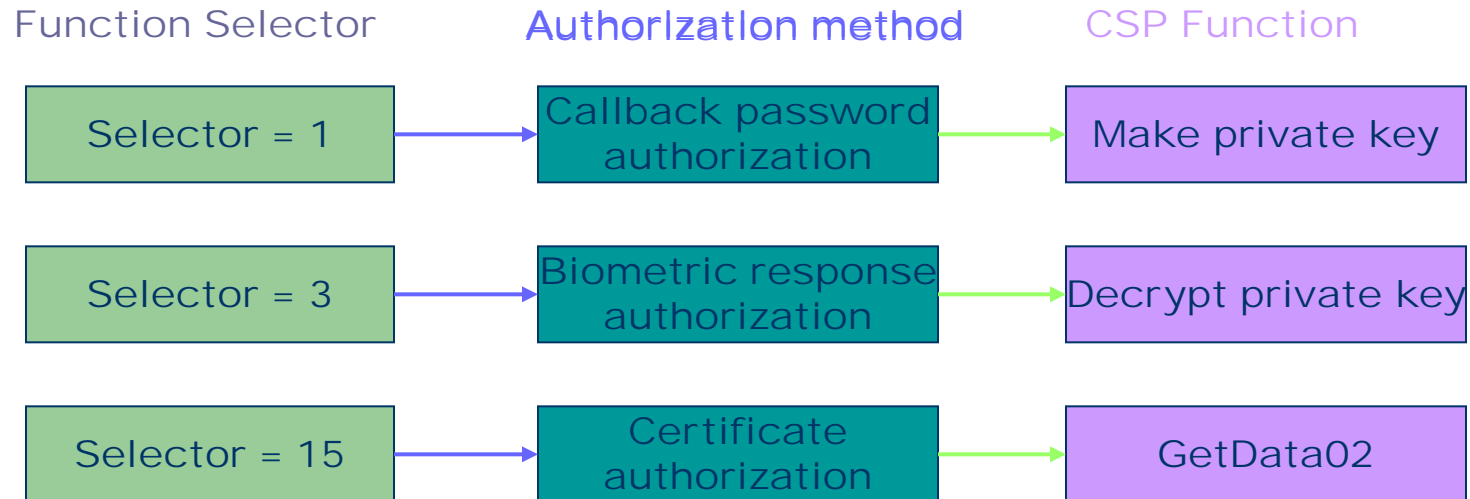 Function Selector Authorization method CSP Function
Selector = 1
Callback password
authorization
Make private key
Selector = 3
Biometric response
authorization
Decrypt private key
Selector = 15
Certificate
authorization
GetData02